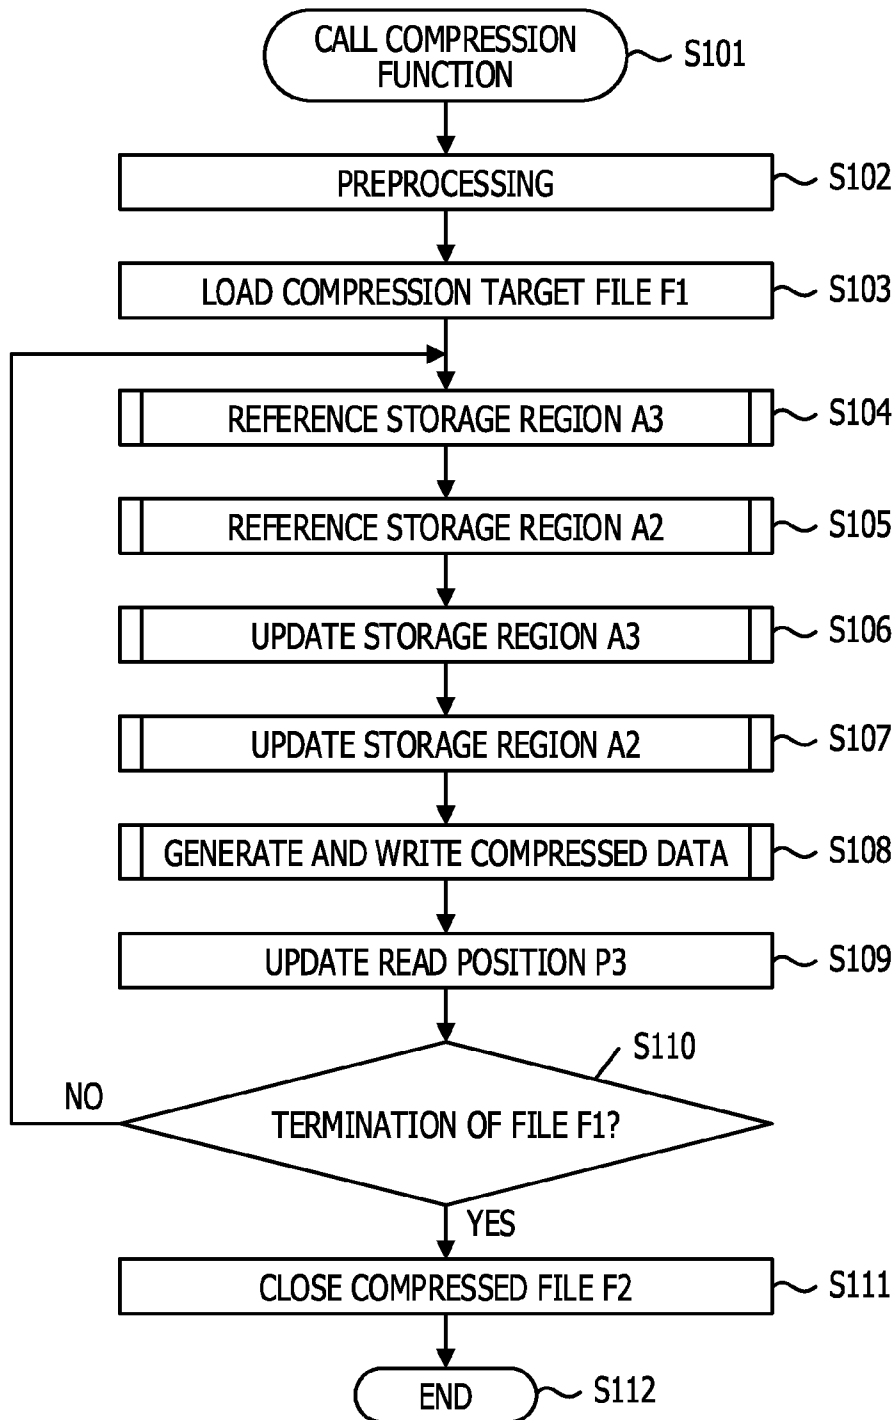 CALL COMPRESSION
FUNCTION
S101
PREPROCESSING
S102
LOAD COMPRESSION TARGET FILE F1
S103
REFERENCE STORAGE REGION A3
S104
REFERENCE STORAGE REGION A2
S105
UPDATE STORAGE REGION A3
S106
UPDATE STORAGE REGION A2
S107
GENERATE AND WRITE COMPRESSED DATA
S108
UPDATE READ POSITION P3
S109
S110
NO
TERMINATION OF FILE F1?
YES
CLOSE COMPRESSED FILE F2
S111
END
S112